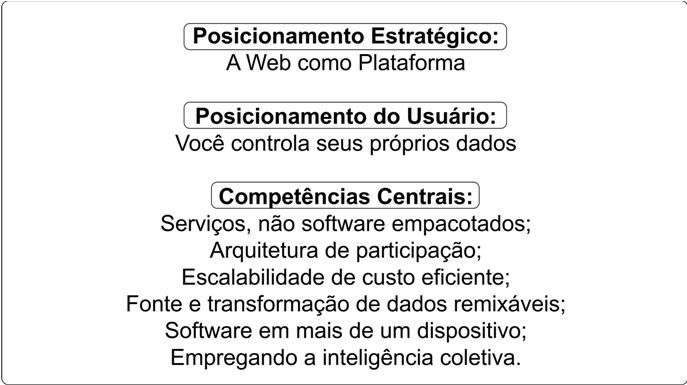 Posicionamento Estratégico:
A Web como Plataforma
Posicionamento do Usuário:
Você controla seus próprios dados
Competências Centrais:
Serviços, não software empacotados;
Arquitetura de participação;
Escalabilidade de custo eficiente;
Fonte e transformação de dados remixáveis;
Software em mais de um dispositivo;
Empregando a inteligência coletiva.